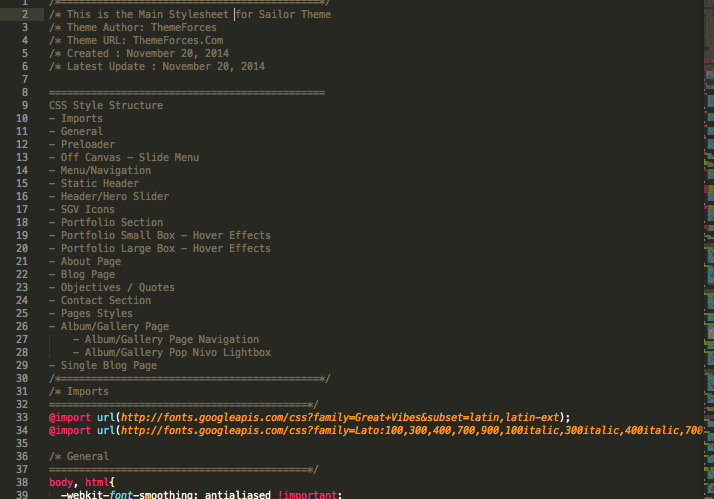 1 /*============================================*/
2 /* This is the Main Stylesheet for Sailor Theme
3 /* Theme Author: ThemeForces
4 /* Theme URL: ThemeForces.Com
5 /* Created : November 20, 2014
6 /* Latest Update : November 20, 2014
7
8 ==============================================
9 CSS Style Structure
10 - Imports
11 - General
12 - Preloader
13 - Off Canvas - Slide Menu
14 - Menu/Navigation
15 - Static Header
16 - Header/Hero Slider
17 - SGV Icons
18 - Portfolio Section
19 - Portfolio Small Box - Hover Effects
20 - Portfolio Large Box - Hover Effects
21 - About Page
22 - Blog Page
23 - Objectives / Quotes
24 - Contact Section
25 - Pages Styles
26 - Album/Gallery Page
27 - Album/Gallery Page Navigation
28 - Album/Gallery Pop Nivo Lightbox
29 - Single Blog Page
30 /*===========================================*/
31 /* Imports
32 ===========================================*/
33 @import url(http://fonts.googleapis.com/css?family=Great+Vibes&subset=latin,latin-ext);
34 @import url(http://fonts.googleapis.com/css?family=Lato:100,300,400,700,900,100italic,300italic,400italic,700
35
36 /* General
37 ===========================================*/
38 body, html{
39 -webkit-font-smoothing: antialiased !important;